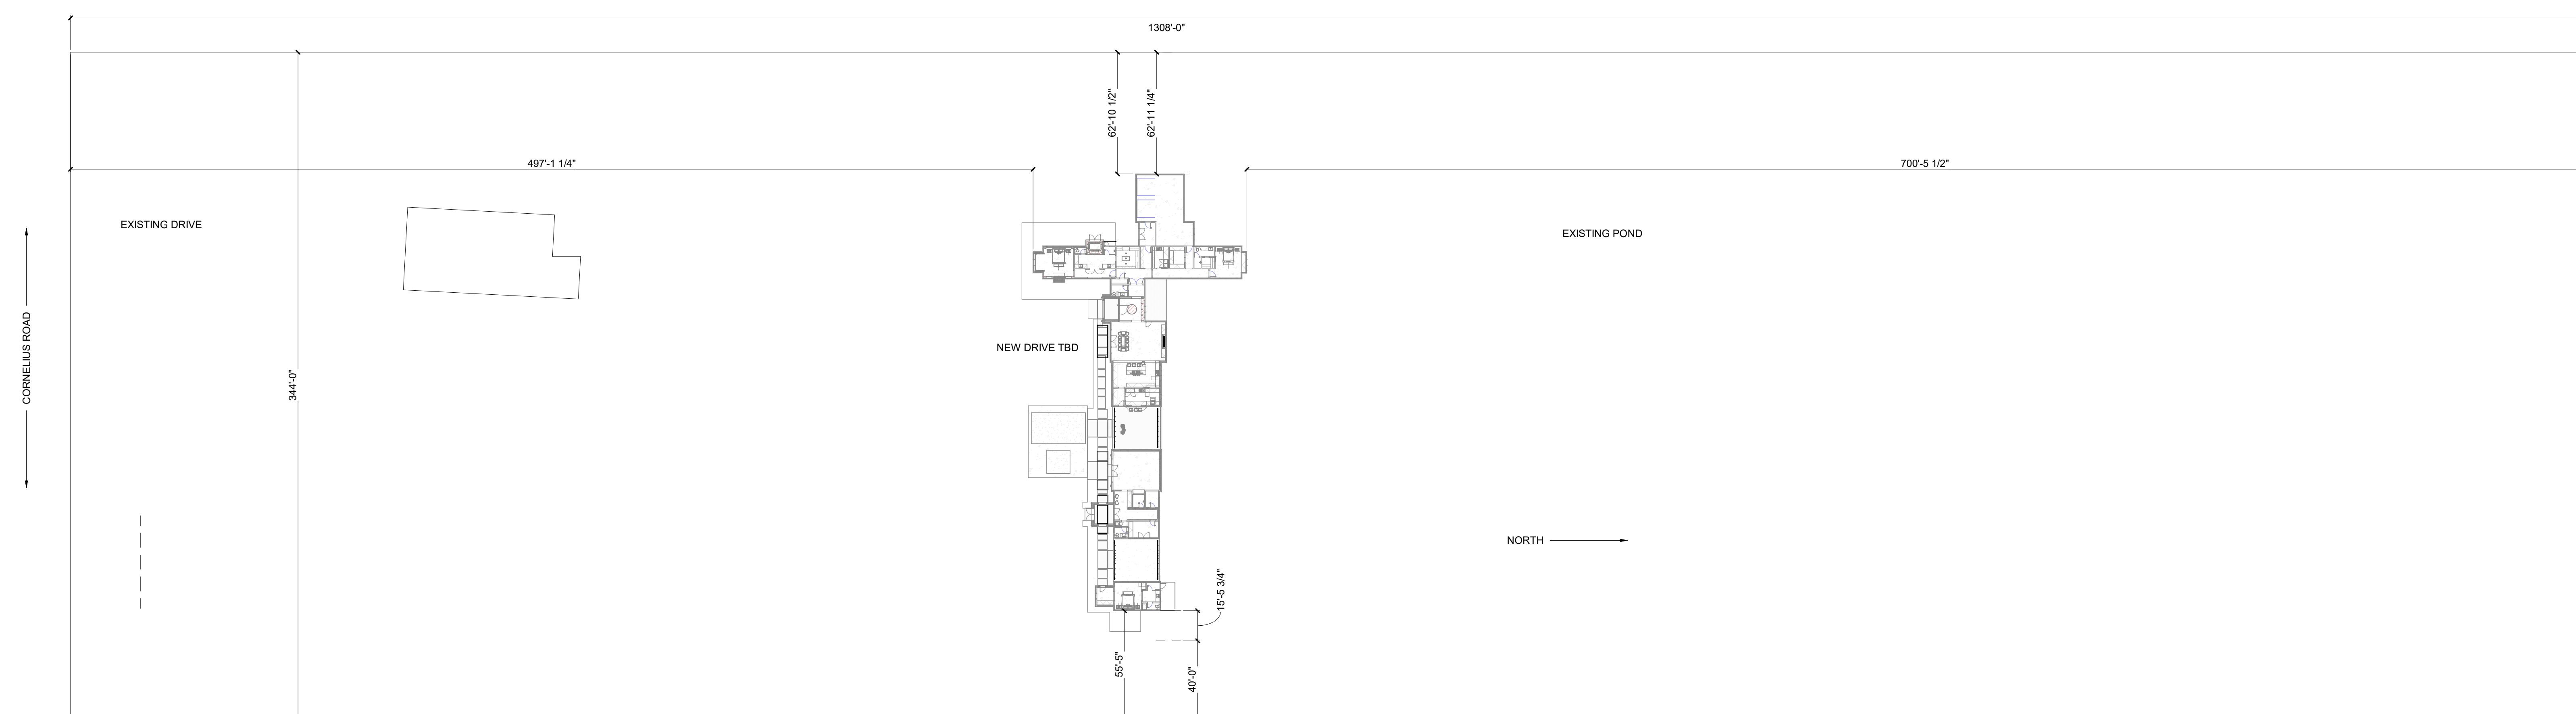 1308'-0"
62'-10 1/2"
62'-11 1/4"
497'-1 1/4"
700'-5 1/2"
EXISTING DRIVE
EXISTING POND
CORNELIUS ROAD
NEW DRIVE TBD
344'-0"
NORTH
15'-5 3/4"
55'-5"
40'-0"